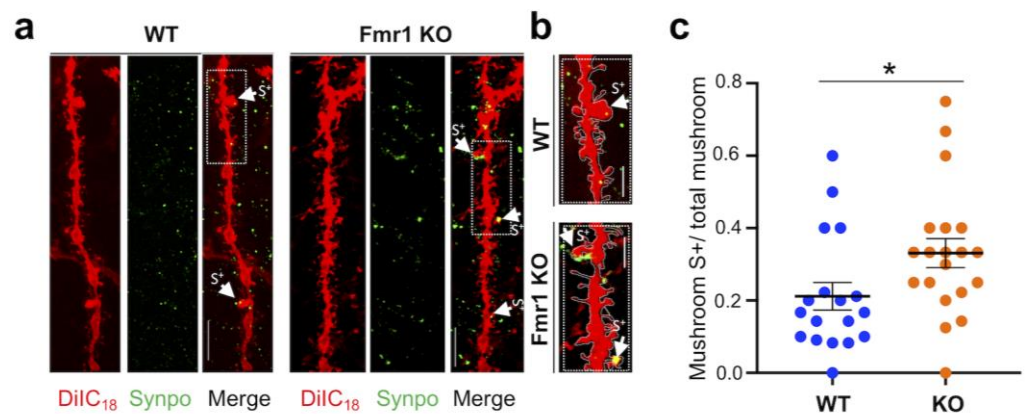 a
WT
Fmr1 KO
S⁺
S⁺
S⁺
S⁺
S
DiIC₁₈ Synpo Merge
DiIC₁₈ Synpo Merge
b
WT
S⁺
Fmr1 KO
S⁺
S⁺
c
Mushroom S+/ total mushroom
*
0.8
0.6
0.4
0.2
0.0
WT KO